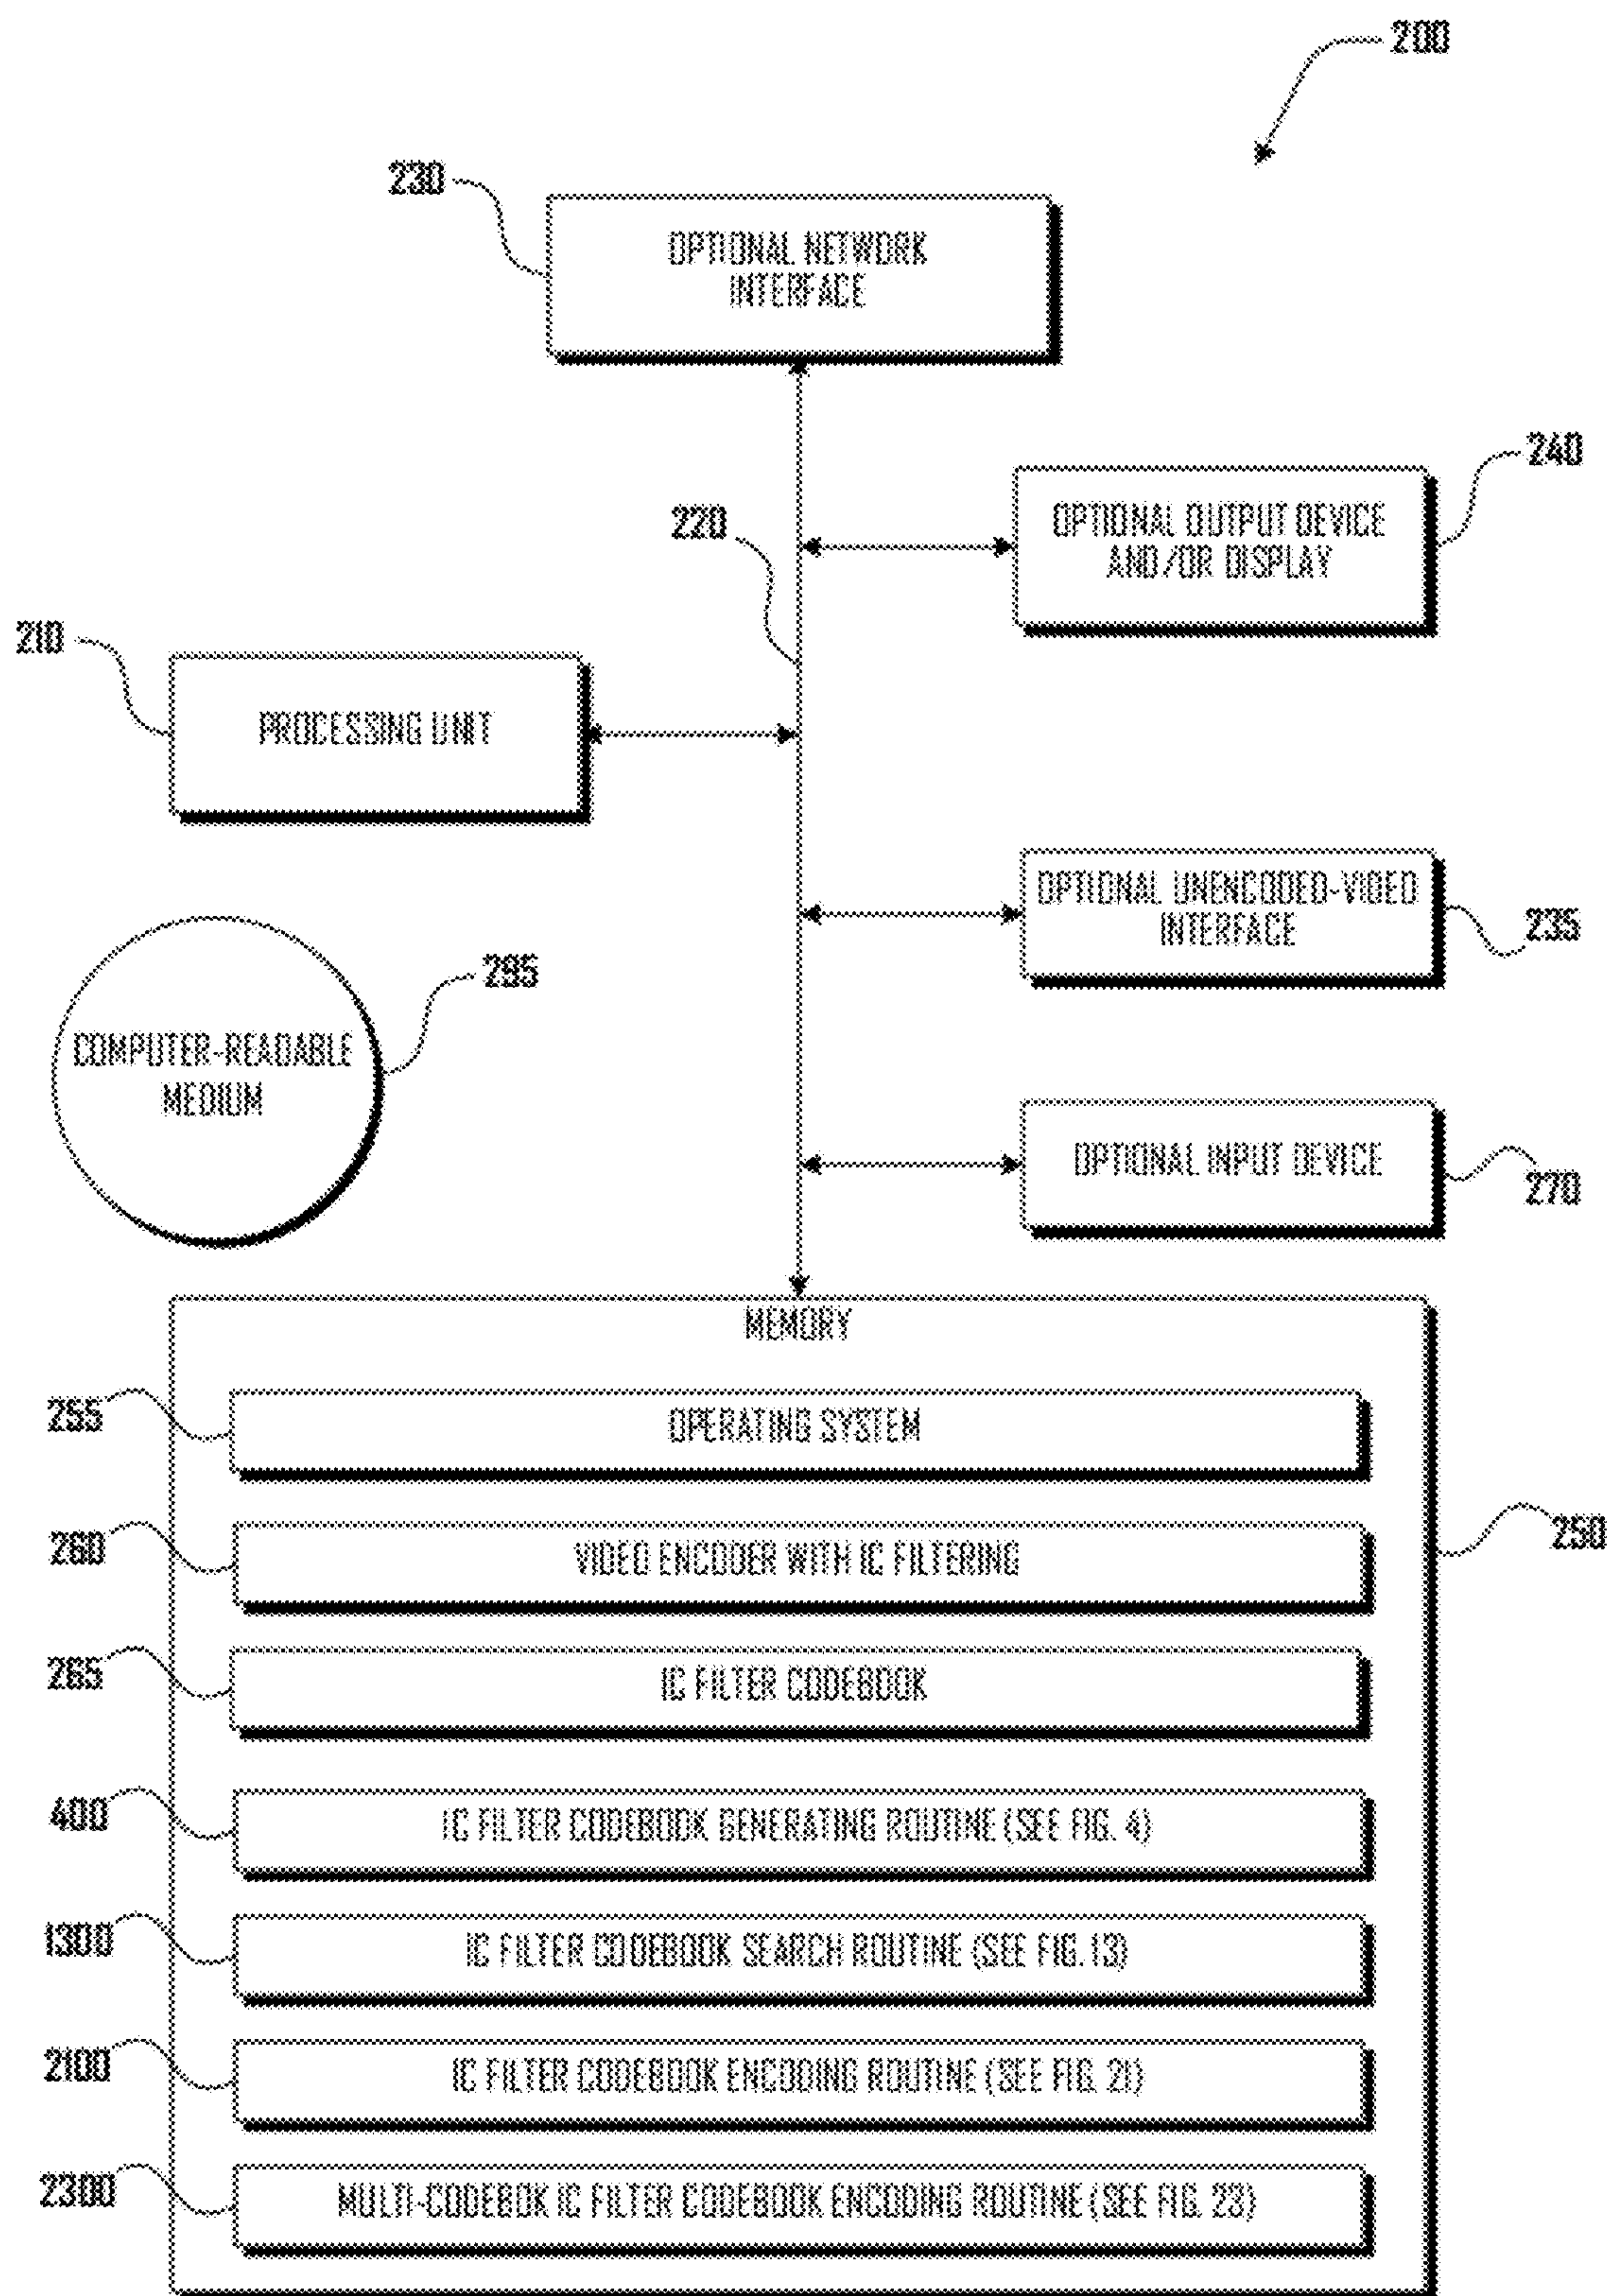 200
230
OPTIONAL NETWORK
INTERFACE
240
OPTIONAL OUTPUT DEVICE
AND/OR DISPLAY
220
210
PROCESSING UNIT
OPTIONAL UNENCODED-VIDEO
INTERFACE
235
295
COMPUTER-READABLE
MEDIUM
OPTIONAL INPUT DEVICE
270
MEMORY
255
OPERATING SYSTEM
260
VIDEO ENCODER WITH IC FILTERING
250
265
IC FILTER CODEBOOK
400
IC FILTER CODEBOOK GENERATING ROUTINE (SEE FIG. 4)
1300
IC FILTER CODEBOOK SEARCH ROUTINE (SEE FIG. 13)
2100
IC FILTER CODEBOOK ENCODING ROUTINE (SEE FIG. 21)
2300
MULTI-CODEBOK IC FILTER CODEBOOK ENCODING ROUTINE (SEE FIG. 23)